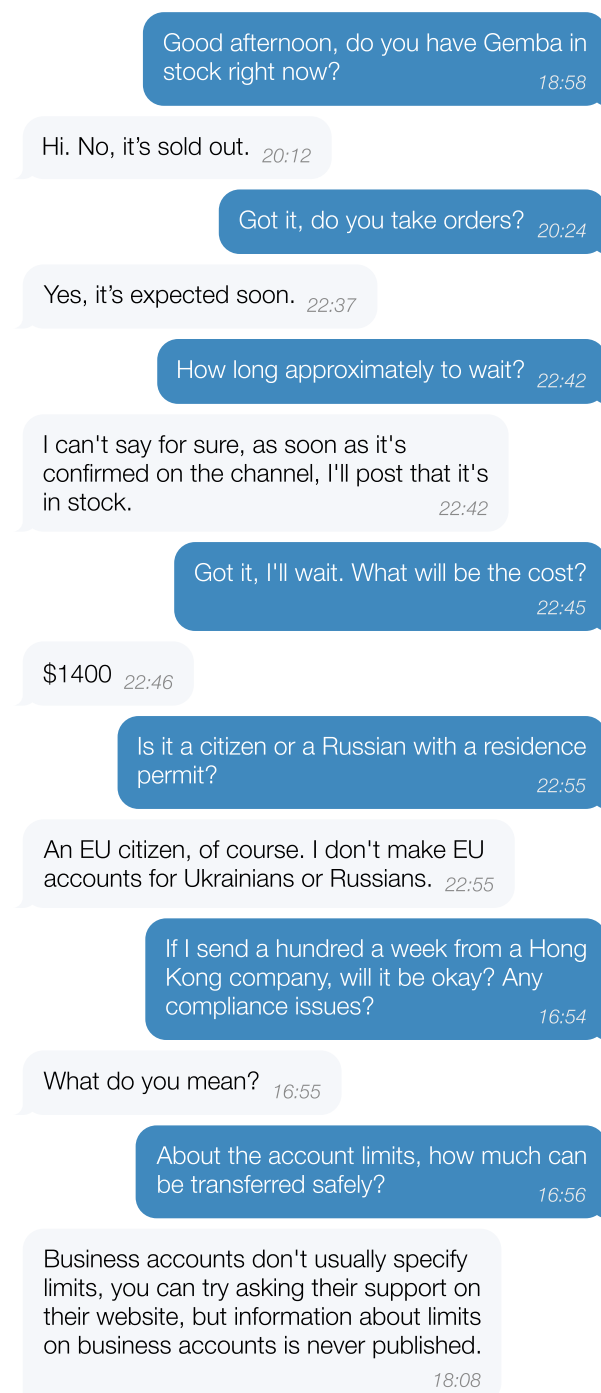 Good afternoon, do you have Gemba in
stock right now?
18:58
Hi. No, it’s sold out. 20:12
Got it, do you take orders? 20:24
Yes, it’s expected soon. 22:37
How long approximately to wait? 22:42
I can't say for sure, as soon as it's
confirmed on the channel, I'll post that it's
in stock. 22:42
Got it, I'll wait. What will be the cost?
22:45
$1400 22:46
Is it a citizen or a Russian with a residence
permit? 22:55
An EU citizen, of course. I don't make EU
accounts for Ukrainians or Russians. 22:55
If I send a hundred a week from a Hong
Kong company, will it be okay? Any
compliance issues? 16:54
What do you mean? 16:55
About the account limits, how much can
be transferred safely? 16:56
Business accounts don't usually specify
limits, you can try asking their support on
their website, but information about limits
on business accounts is never published.
18:08